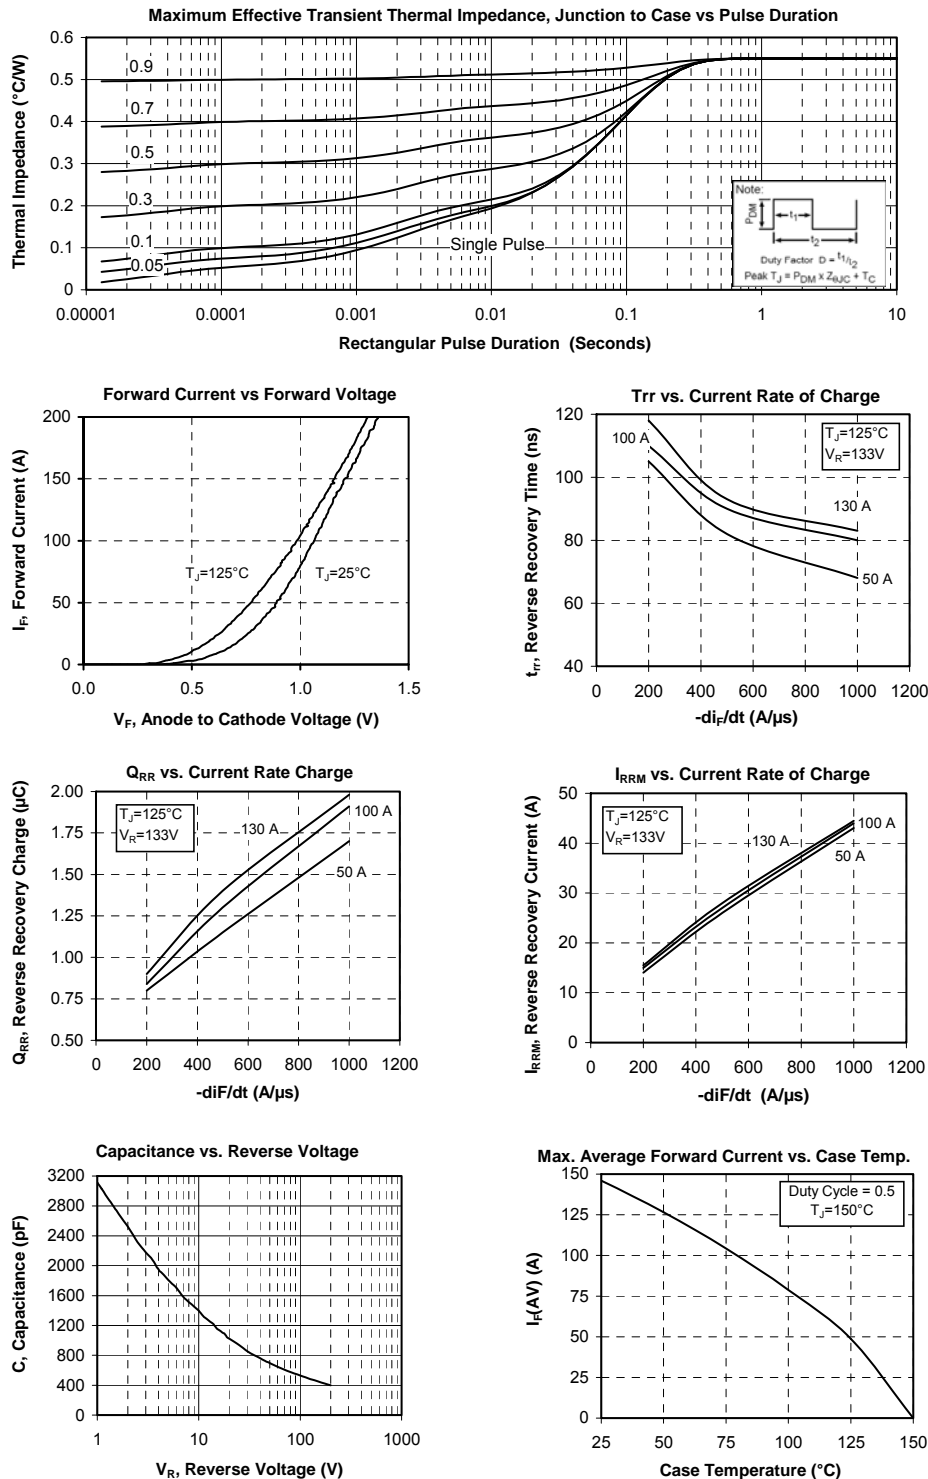 Maximum Effective Transient Thermal Impedance, Junction to Case vs Pulse Duration
Thermal Impedance (°C/W)
0.6
0.5
0.4
0.3
0.2
0.1
0
0.9
0.7
0.5
0.3
0.1
0.05
Single Pulse
Note:
PDM
t1
t2
Duty Factor D = t1/t2
Peak TJ = PDM x ZθJC + TC
0.00001 0.0001 0.001 0.01 0.1 1 10
Rectangular Pulse Duration (Seconds)
Forward Current vs Forward Voltage
IF, Forward Current (A)
200
150
100
50
0
TJ=125°C
TJ=25°C
0.0 0.5 1.0 1.5
VF, Anode to Cathode Voltage (V)
Trr vs. Current Rate of Charge
trr, Reverse Recovery Time (ns)
120
100
80
60
40
TJ=125°C
VR=133V
100 A
130 A
50 A
0 200 400 600 800 1000 1200
-diF/dt (A/µs)
QRR vs. Current Rate Charge
QRR, Reverse Recovery Charge (µC)
2.00
1.75
1.50
1.25
1.00
0.75
0.50
TJ=125°C
VR=133V
130 A
100 A
50 A
0 200 400 600 800 1000 1200
-diF/dt (A/µs)
IRRM vs. Current Rate of Charge
IRRM, Reverse Recovery Current (A)
50
40
30
20
10
0
TJ=125°C
VR=133V
130 A
100 A
50 A
0 200 400 600 800 1000 1200
-diF/dt (A/µs)
Capacitance vs. Reverse Voltage
C, Capacitance (pF)
3200
2800
2400
2000
1600
1200
800
400
0
1 10 100 1000
VR, Reverse Voltage (V)
Max. Average Forward Current vs. Case Temp.
IF(AV) (A)
150
125
100
75
50
25
0
Duty Cycle = 0.5
TJ=150°C
25 50 75 100 125 150
Case Temperature (°C)